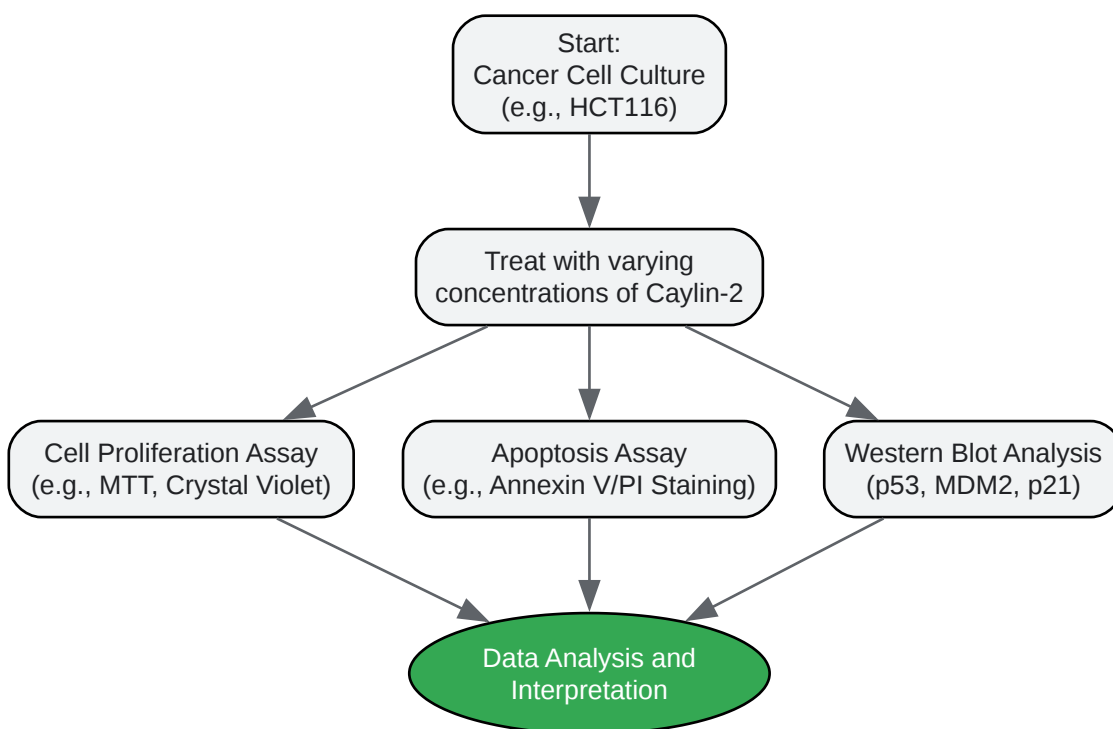 Start:
Cancer Cell Culture
(e.g., HCT116)
Treat with varying
concentrations of Caylin-2
Cell Proliferation Assay
(e.g., MTT, Crystal Violet)
Apoptosis Assay
(e.g., Annexin V/PI Staining)
Western Blot Analysis
(p53, MDM2, p21)
Data Analysis and
Interpretation